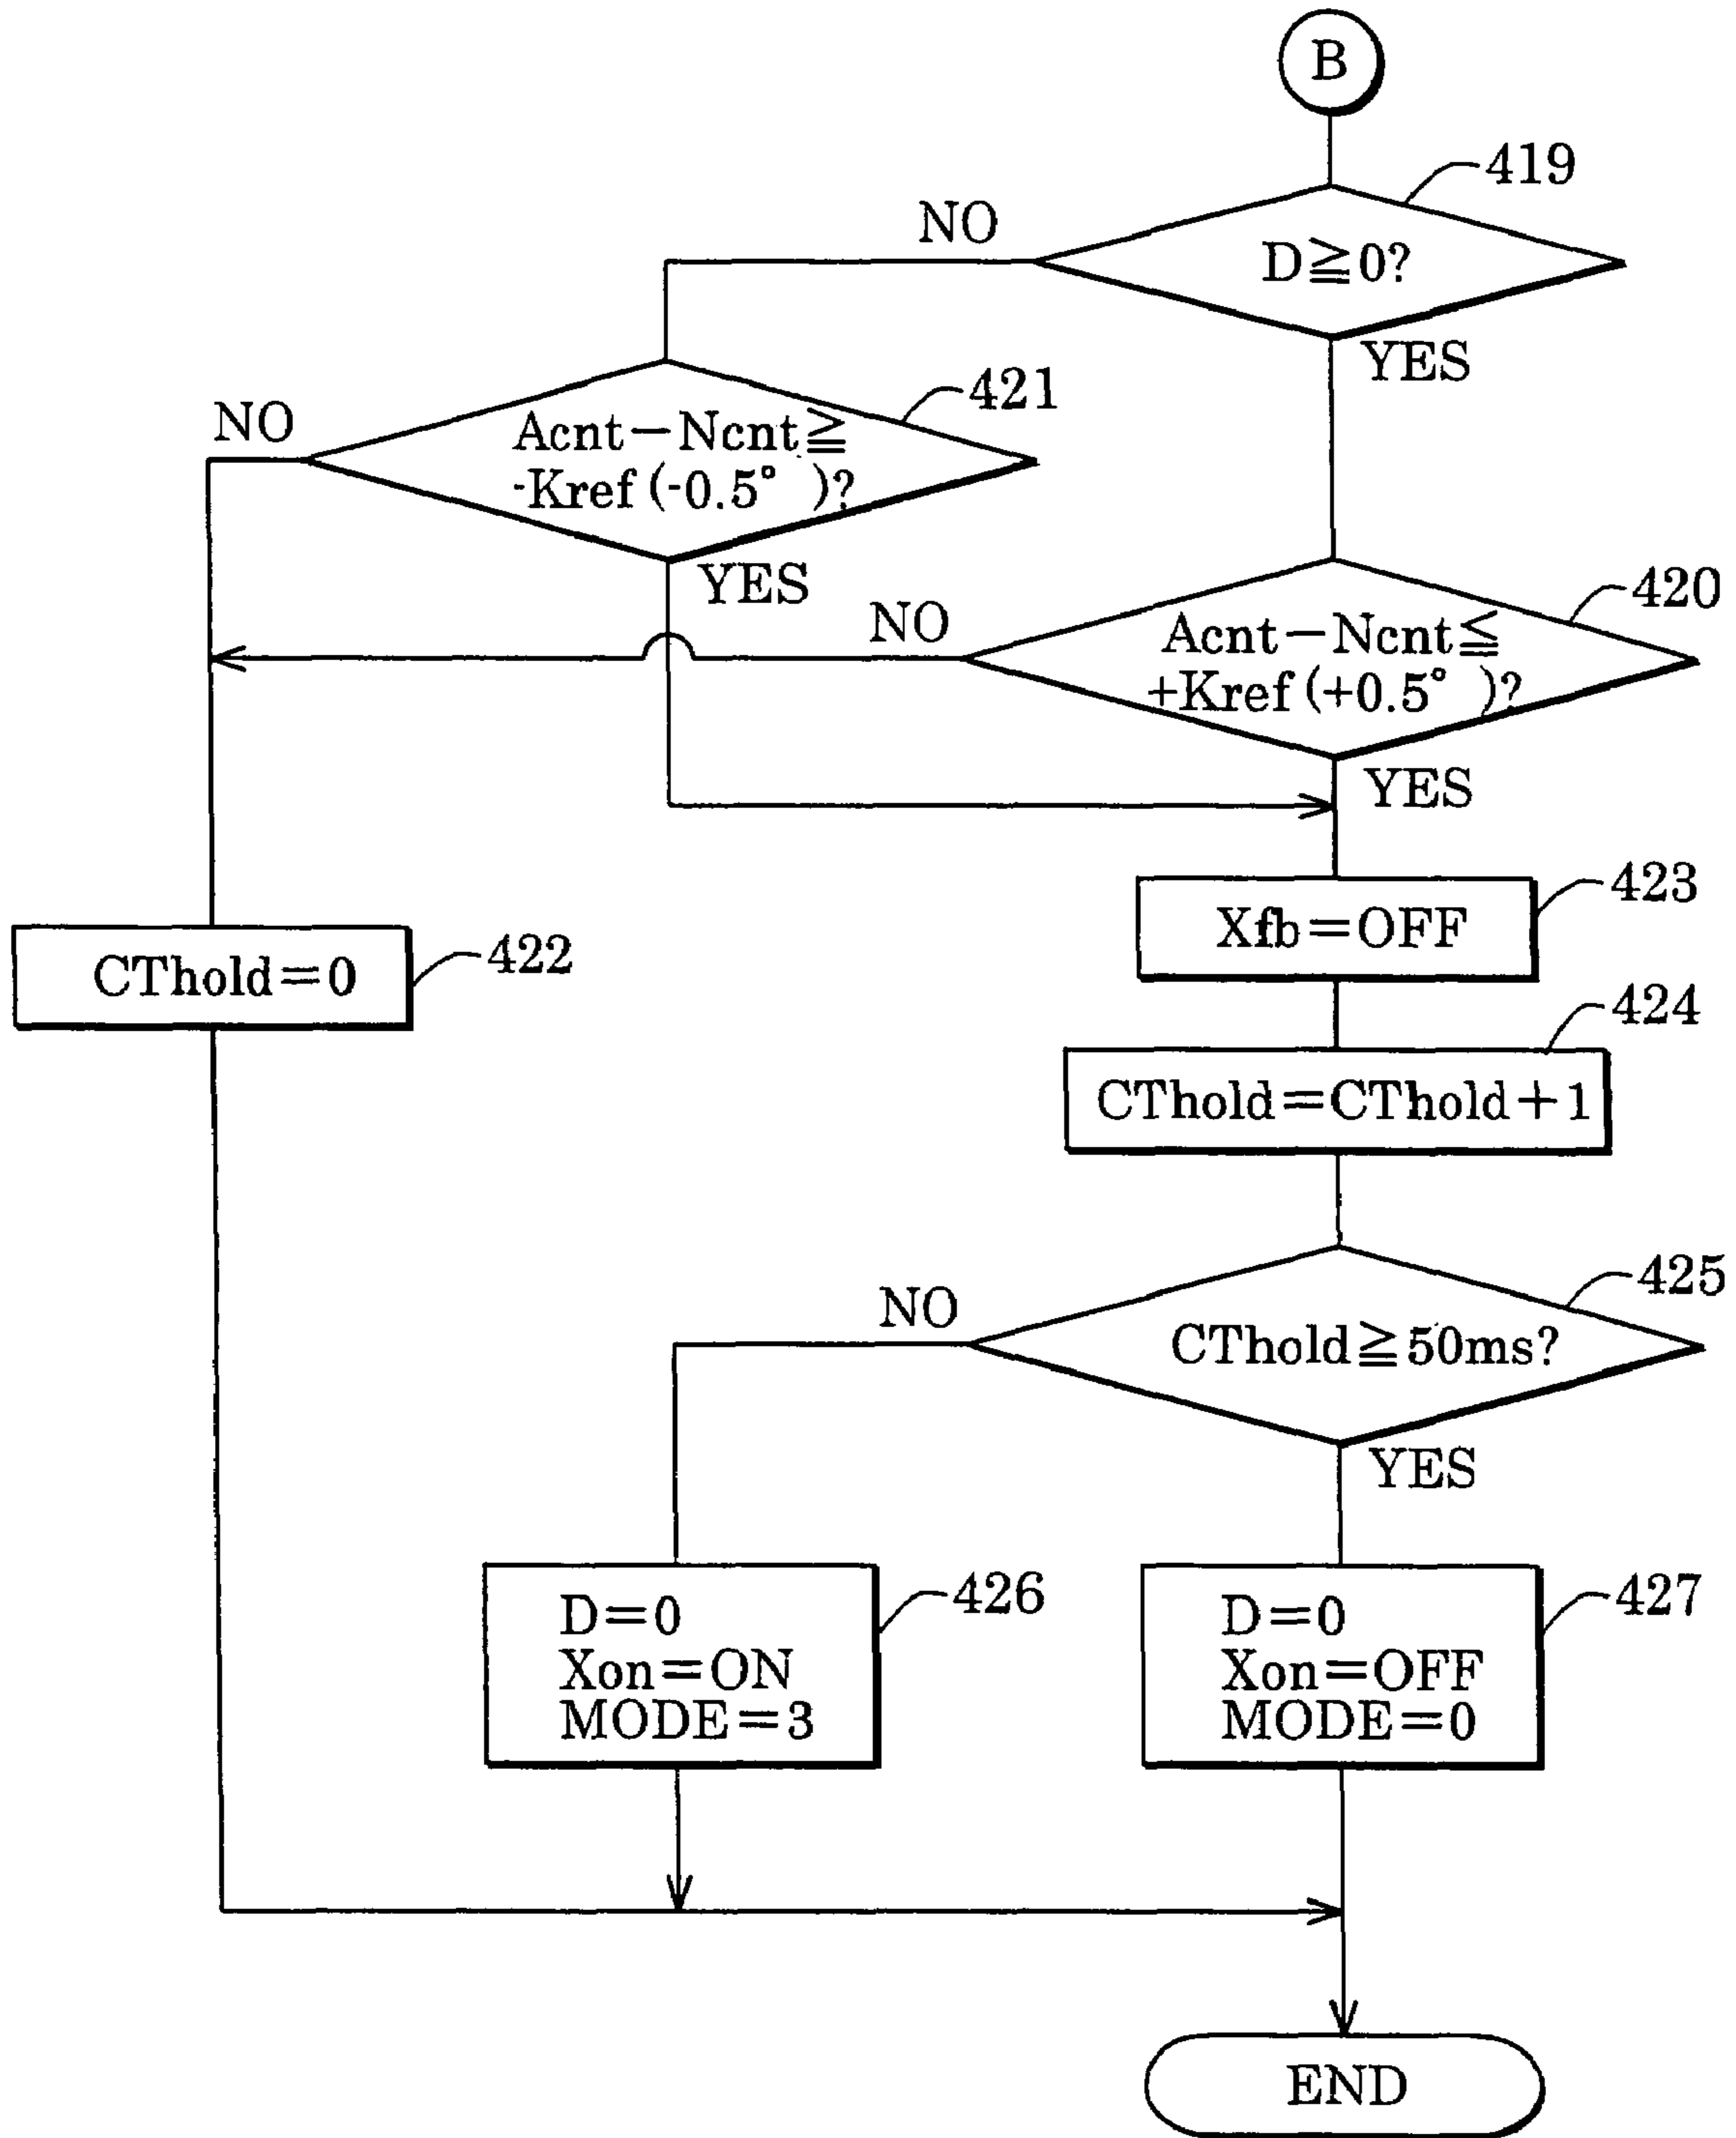 B
419
NO
D≧0?
YES
421
NO
Acnt−Ncnt≧
-Kref(-0.5°)?
YES
420
NO
Acnt−Ncnt≦
+Kref(+0.5°)?
YES
423
Xfb=OFF
422
CThold=0
424
CThold=CThold+1
425
NO
CThold≧50ms?
YES
426
D=0
Xon=ON
MODE=3
427
D=0
Xon=OFF
MODE=0
END